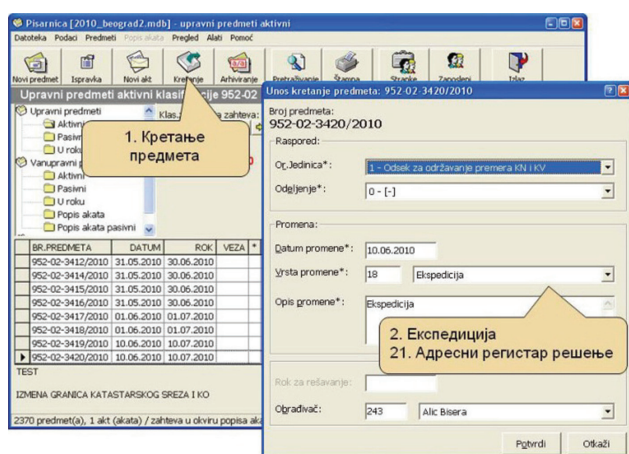 Pisarnica [2010_beograd2.mdb] - upravni predmeti aktivni
Datoteka Podaci Predmeti Popis akata Pregled Alati Pomoć
Novi predmet Ispravka Novi akt Kretanje Arhiviranje Pretraživanje Štampa Stranke Zaposleni Izlaz
Upravni predmeti aktivni klasifikacije 952-02
Upravni predmeti
Aktivni
Pasivni
U roku
Vanupravni
Aktivni
Pasivni
U roku
Popis akata
Popis akata pasivni
Klas. zahteva:
1. Кретање
предмета
BR.PREDMETA DATUM ROK VEZA *
952-02-3412/2010 31.05.2010 30.06.2010
952-02-3414/2010 31.05.2010 30.06.2010
952-02-3415/2010 31.05.2010 30.06.2010
952-02-3416/2010 31.05.2010 30.06.2010
952-02-3417/2010 01.06.2010 01.07.2010
952-02-3418/2010 01.06.2010 01.07.2010
952-02-3419/2010 10.06.2010 10.07.2010
952-02-3420/2010 10.06.2010 10.07.2010
TEST
IZMENA GRANICA KATASTARSKOG SREZA I KO
2370 predmet(a), 1 akt (akata) / zahteva u okviru popisa
Unos kretanje predmeta: 952-02-3420/2010
Broj predmeta:
952-02-3420/2010
Raspored:
Or.Jedinica*: 1 - Odsek za održavanje premera KN i KV
Odeljenje*: 0 - [-]
Promena:
Datum promene*: 10.06.2010
Vrsta promene*: 18 Ekspedicija
Opis promene*: Ekspedicija
2. Експедиција
21. Адресни регистар решење
Rok za rešavanje:
Obrađivač: 243 Alic Bisera
Potvrdi Otkaži